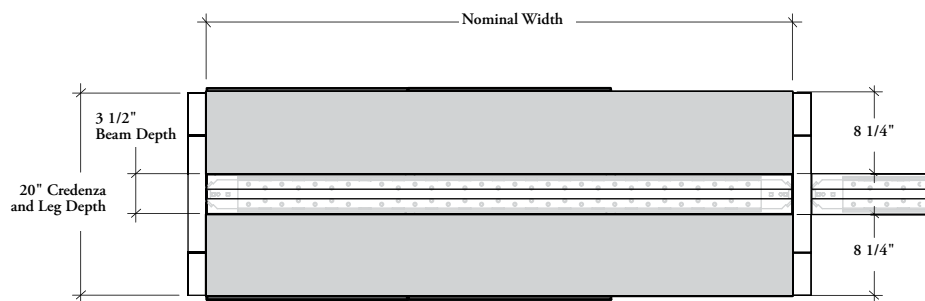 Nominal Width
3 1/2"
Beam Depth
8 1/4"
20" Credenza
and Leg Depth
8 1/4"